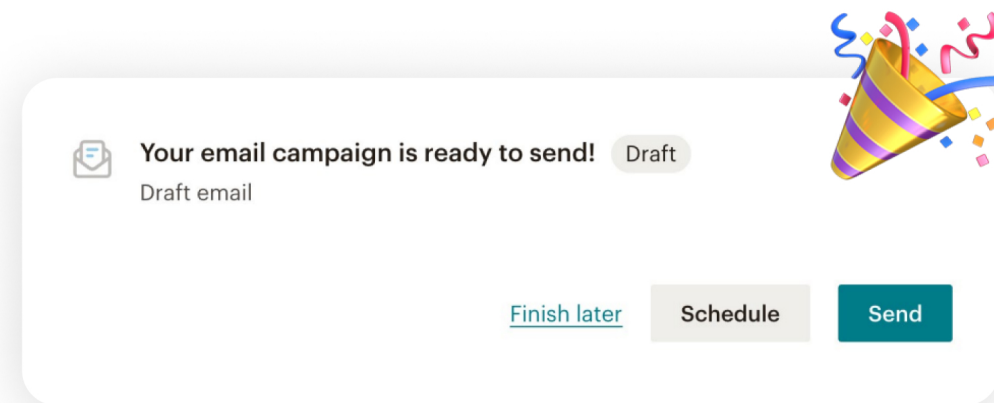 Your email campaign is ready to send! Draft
Draft email
Finish later Schedule Send